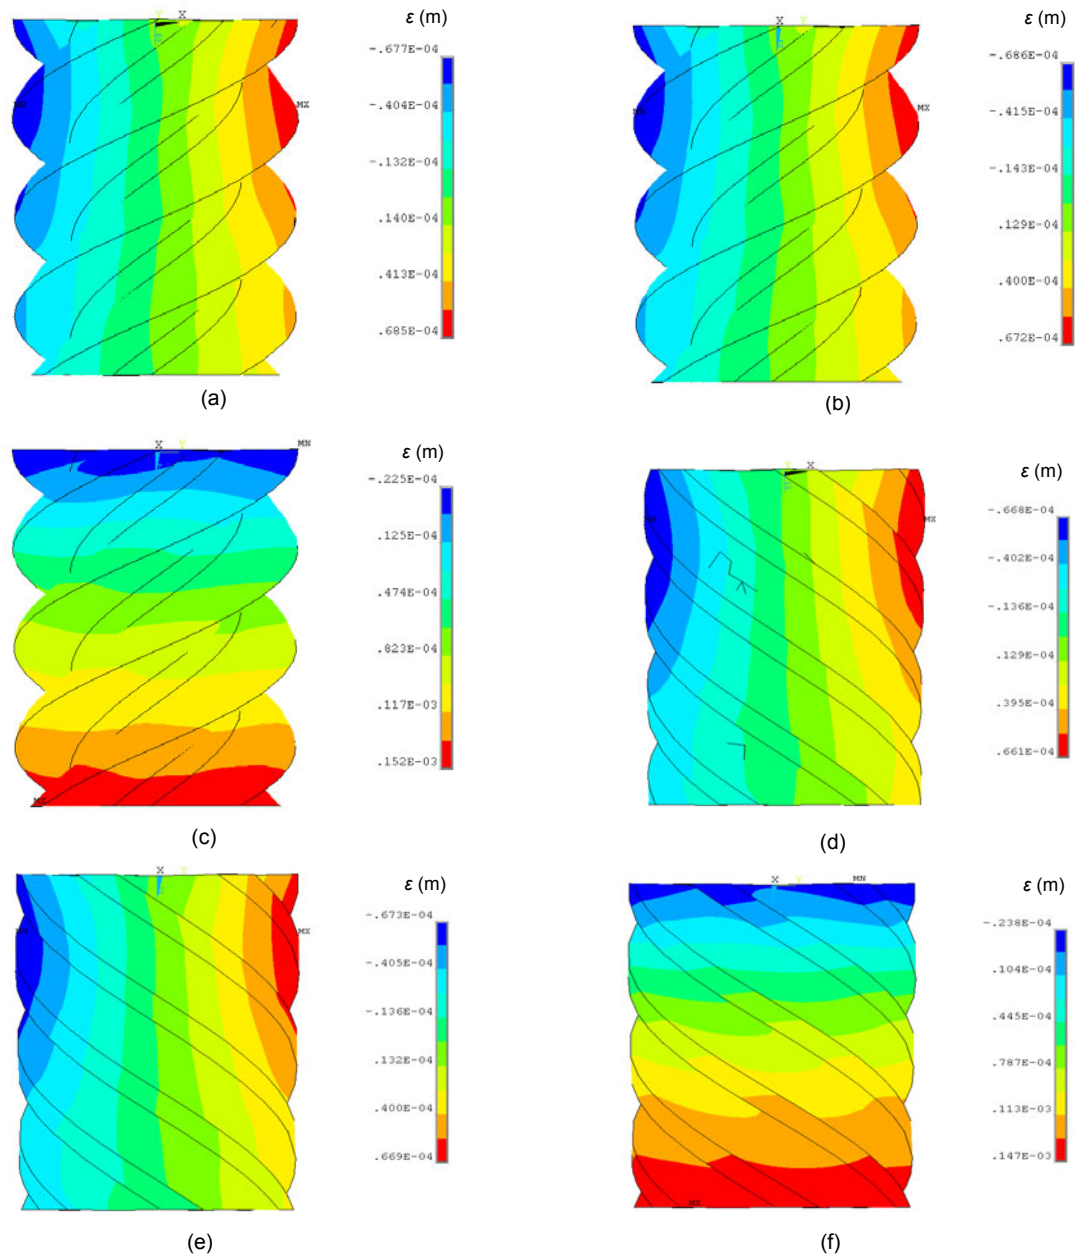 ε (m)
-.677E-04
-.404E-04
-.132E-04
.140E-04
.413E-04
.685E-04
Y X
MX
(a)
ε (m)
-.686E-04
-.415E-04
-.143E-04
.129E-04
.400E-04
.672E-04
X Y
MX
(b)
ε (m)
-.225E-04
.125E-04
.474E-04
.823E-04
.117E-03
.152E-03
X Y
MN
MX
(c)
ε (m)
-.668E-04
-.402E-04
-.136E-04
.129E-04
.395E-04
.661E-04
Y X
MX
(d)
ε (m)
-.673E-04
-.405E-04
-.136E-04
.132E-04
.400E-04
.669E-04
X Y
MX
(e)
ε (m)
-.238E-04
.104E-04
.445E-04
.787E-04
.113E-03
.147E-03
X Y
MN
MX
(f)